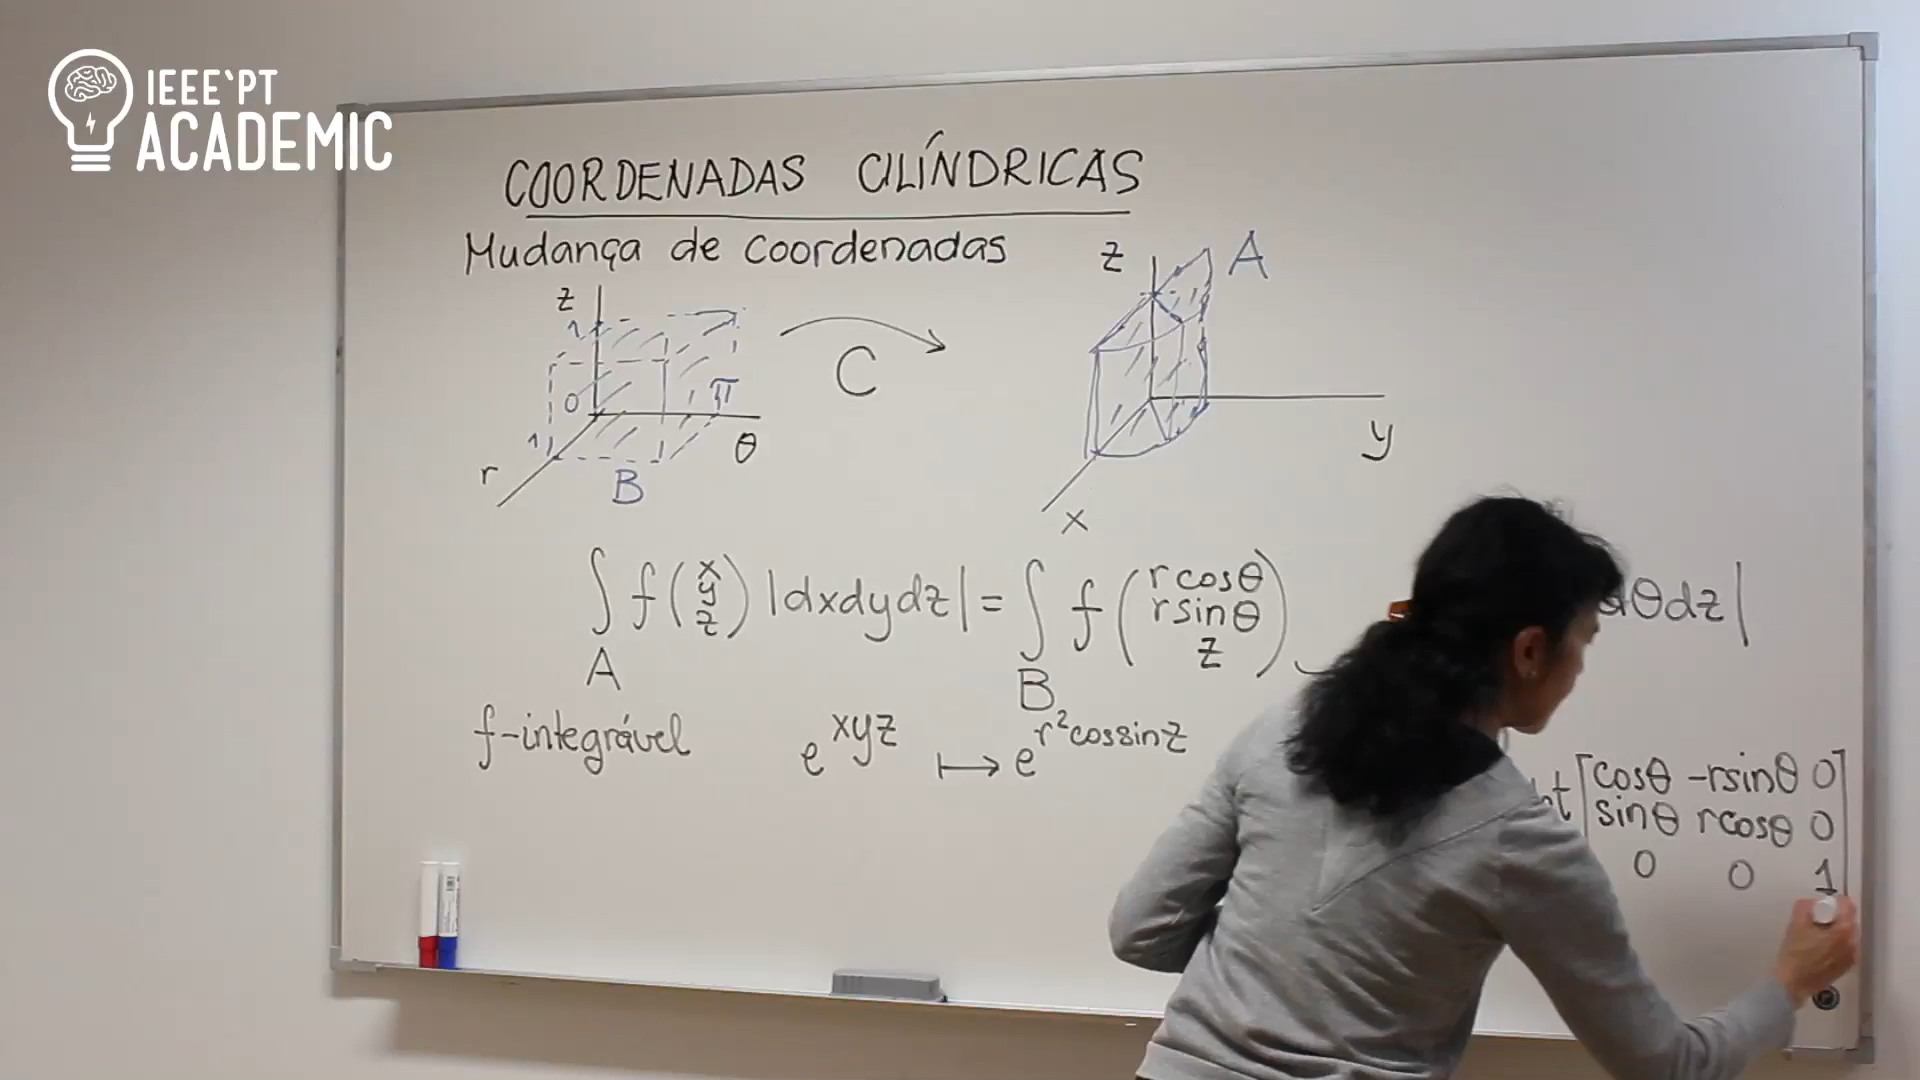 IEEE'PT
ACADEMIC
COORDENADAS CILÍNDRICAS
Mudança de coordenadas
z
1
0
1
π
θ
r
B
C
z
A
y
x
∫ f(x y z) |dxdydz| = ∫ f(rcosθ rsinθ z) dθdz|
A B
f-integrável e^xyz ↦ e^r²cossinz
[cosθ -rsinθ 0]
sinθ rcosθ 0
0 0 1